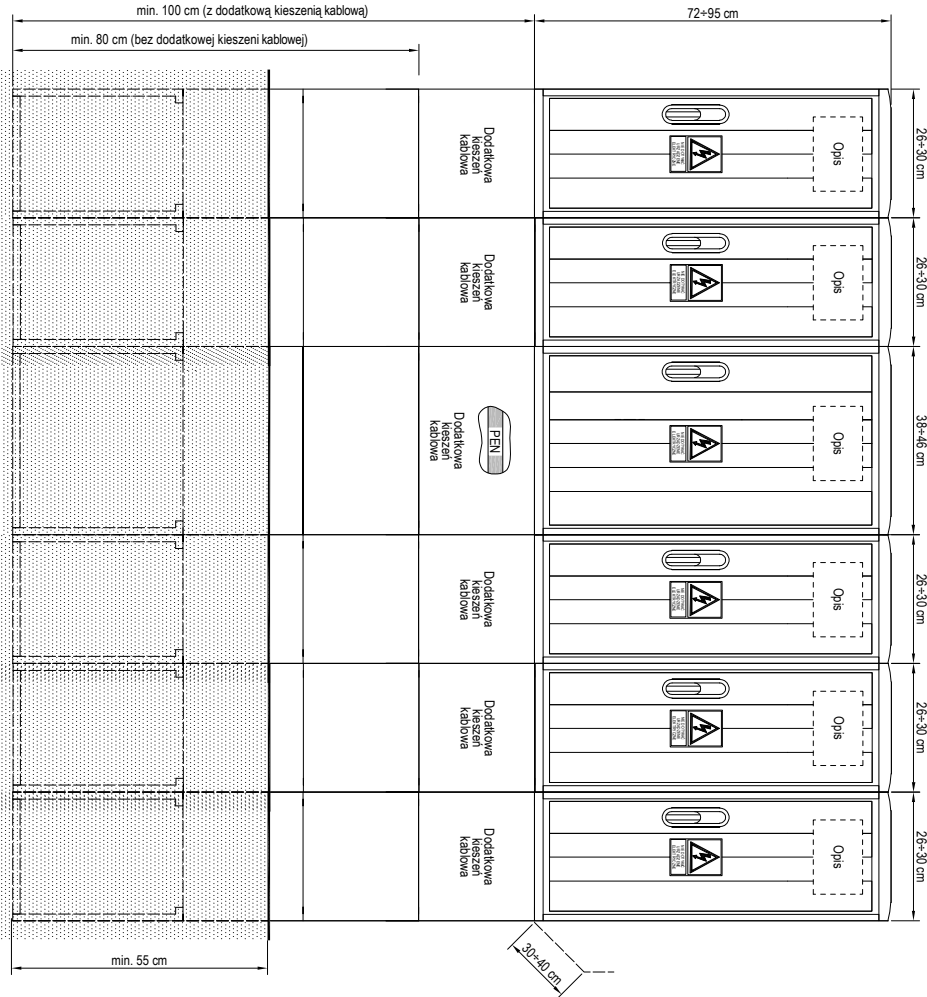 min. 100 cm (z dodatkową kieszenią kablową)
72÷95 cm
min. 80 cm (bez dodatkowej kieszeni kablowej)
Dodatkowa
kieszeń
kablowa
Opis
26÷30 cm
Dodatkowa
kieszeń
kablowa
Opis
26÷30 cm
PEN
Dodatkowa
kieszeń
kablowa
Opis
38÷46 cm
Dodatkowa
kieszeń
kablowa
Opis
26÷30 cm
Dodatkowa
kieszeń
kablowa
Opis
26÷30 cm
Dodatkowa
kieszeń
kablowa
Opis
26÷30 cm
min. 55 cm
30÷40 cm